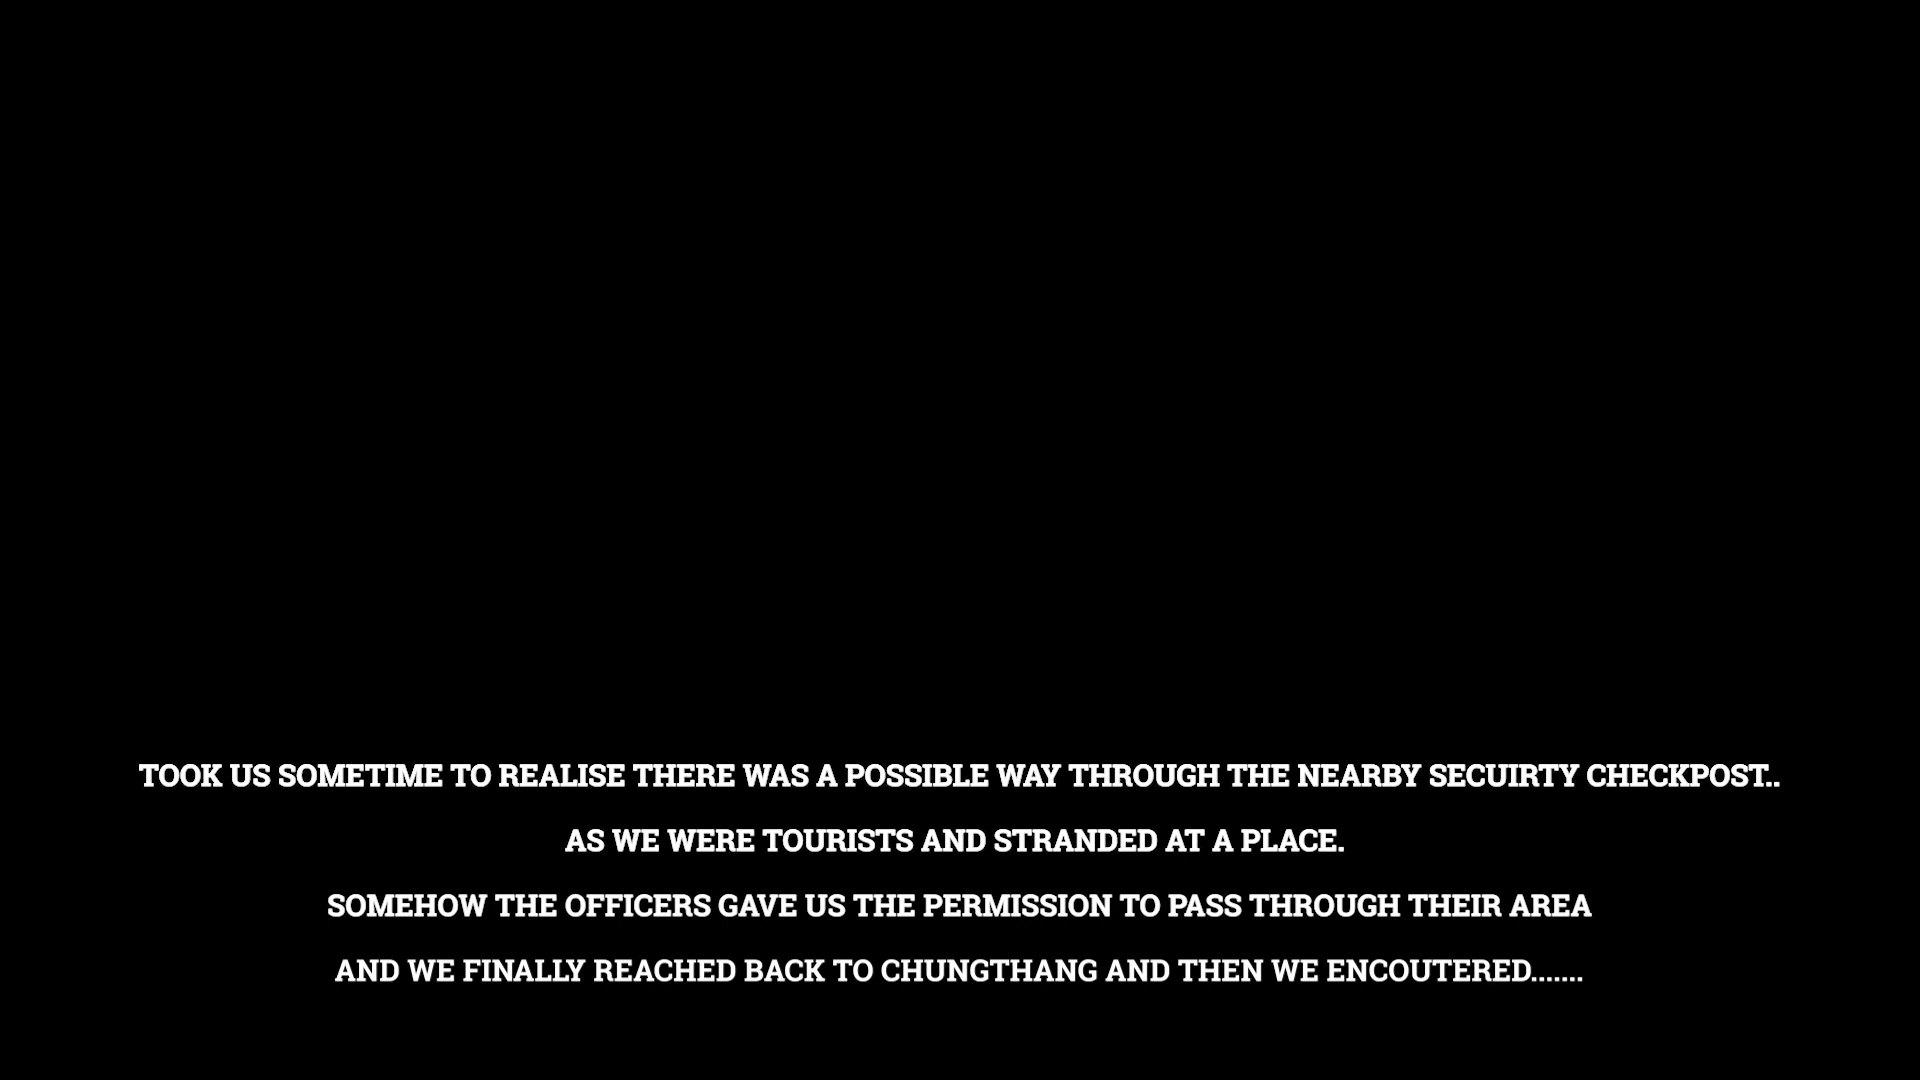 TOOK US SOMETIME TO REALISE THERE WAS A POSSIBLE WAY THROUGH THE NEARBY SECUIRTY CHECKPOST..
AS WE WERE TOURISTS AND STRANDED AT A PLACE.
SOMEHOW THE OFFICERS GAVE US THE PERMISSION TO PASS THROUGH THEIR AREA
AND WE FINALLY REACHED BACK TO CHUNGTHANG AND THEN WE ENCOUTERED.......